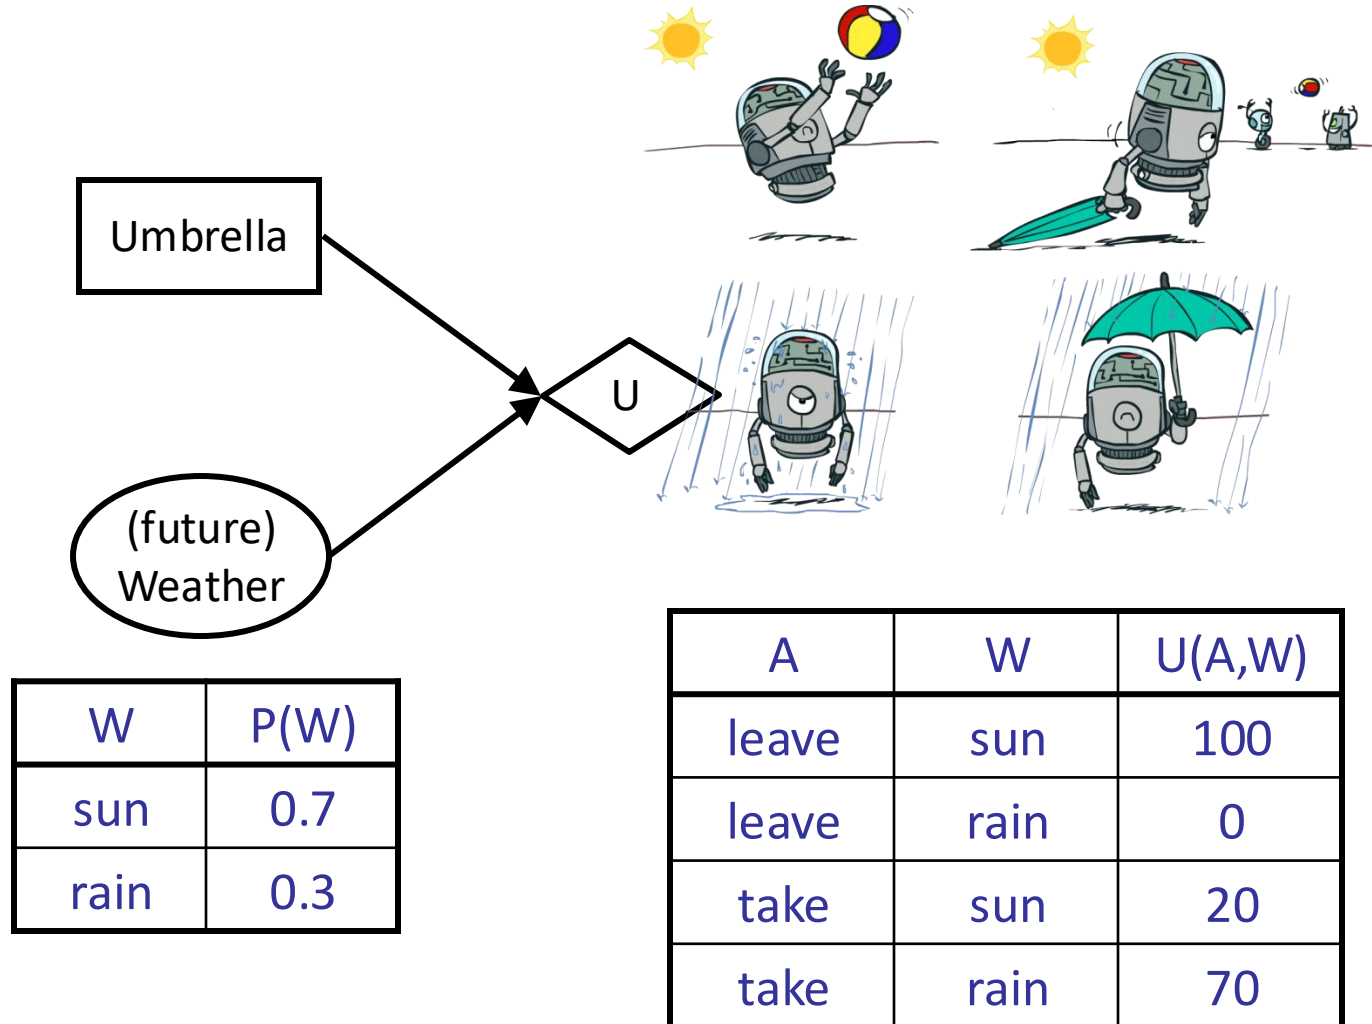 Umbrella
U
(future)
Weather
W P(W)
sun 0.7
rain 0.3
A W U(A,W)
leave sun 100
leave rain 0
take sun 20
take rain 70